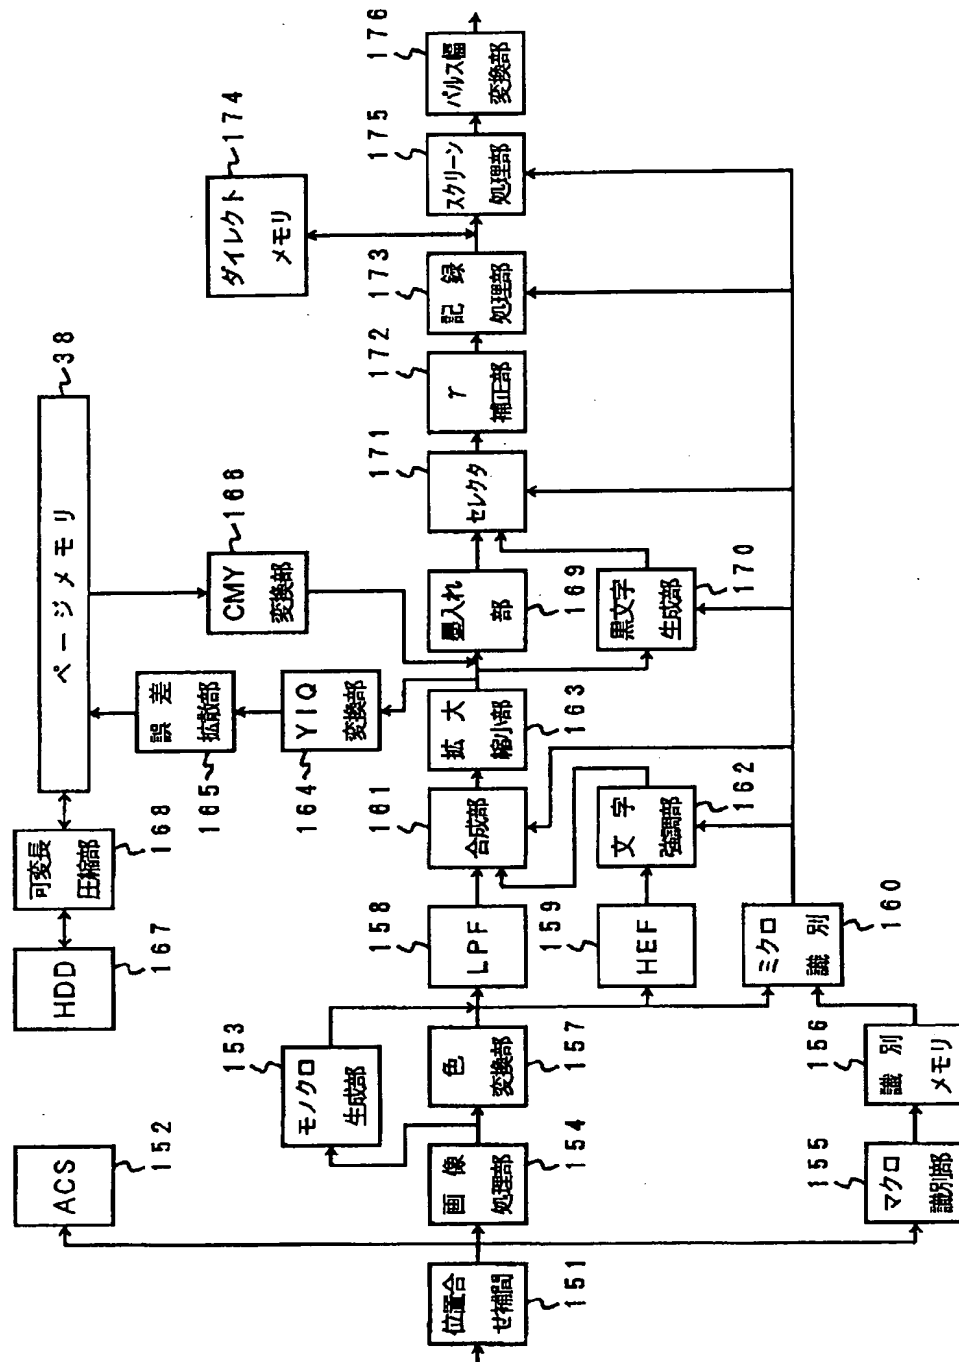 位置合
せ補間
151
ACS
152
モノクロ
生成部
153
画 像
処理部
154
マクロ
識別部
155
識 別
メモリ
156
色
変換部
157
LPF
158
HEF
159
ミクロ
識 別
160
合成部
161
文 字
強調部
162
拡 大
縮小部
163
YIQ
変換部
164
誤 差
拡散部
165
CMY
変換部
166
HDD
167
可変長
圧縮部
168
ページメモリ
38
墨入れ
部
169
黒文字
生成部
170
セレクタ
171
γ
補正部
172
記 録
処理部
173
ダイレクト
メモリ
174
スクリーン
処理部
175
パルス幅
変換部
176